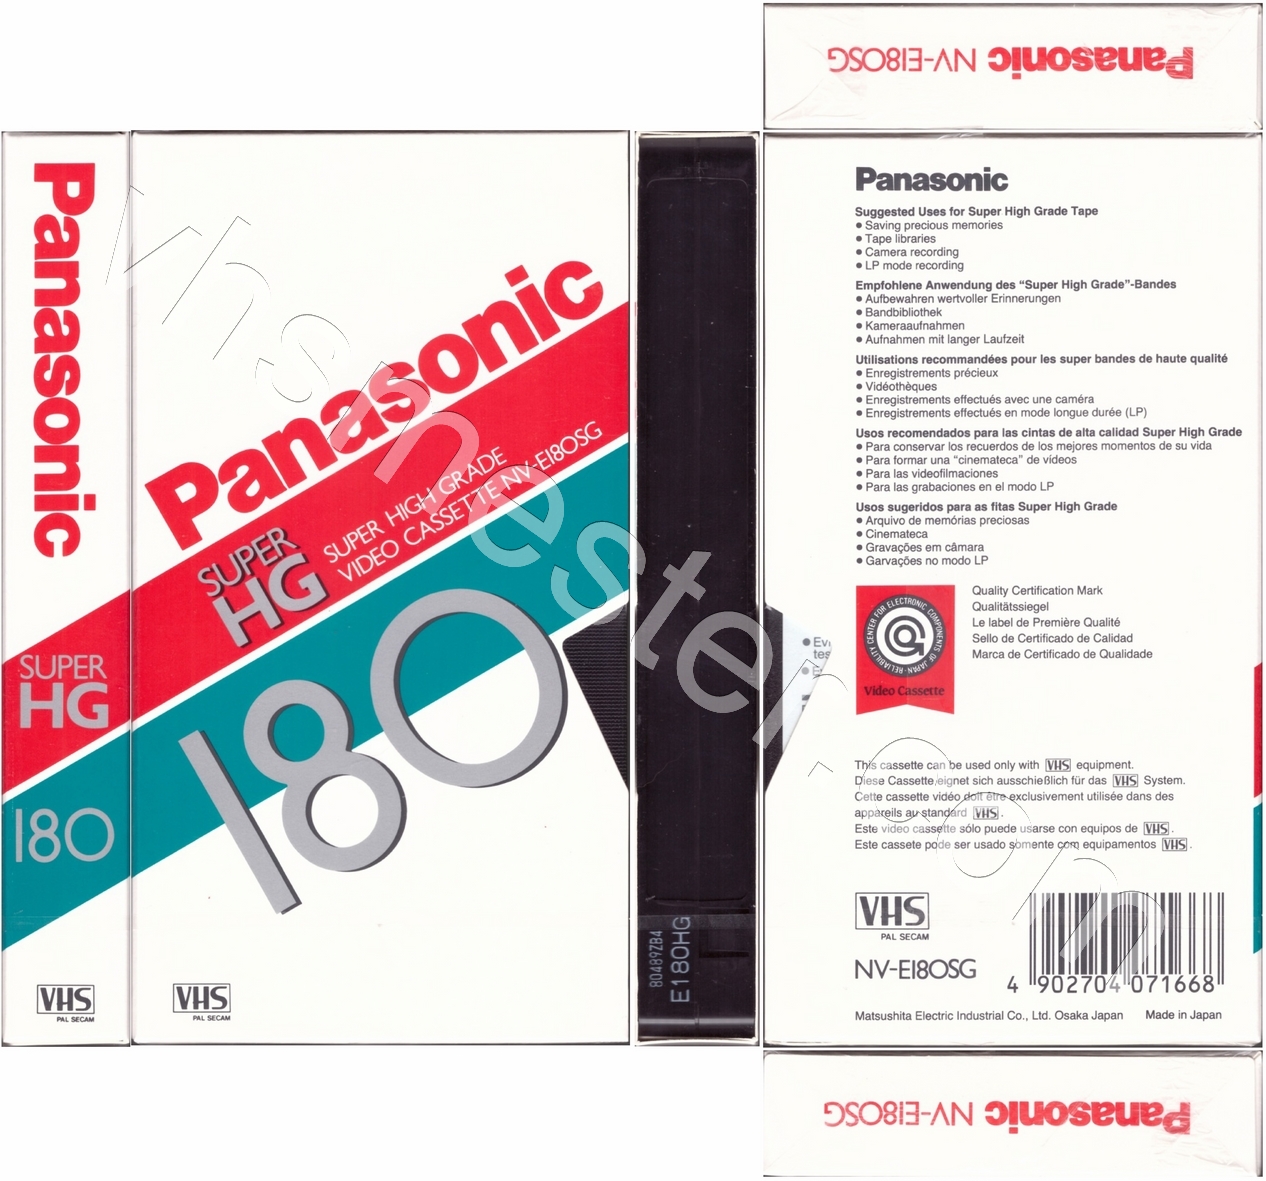 Panasonic NV-E180SG
Panasonic
SUPER
HG
180
VHS
PAL SECAM
Panasonic
SUPER
HG
SUPER HIGH GRADE
VIDEO CASSETTE NV-E180SG
180
VHS
PAL SECAM
80489ZB4
E180HG
Panasonic
Suggested Uses for Super High Grade Tape
● Saving precious memories
● Tape libraries
● Camera recording
● LP mode recording
Empfohlene Anwendung des “Super High Grade”-Bandes
● Aufbewahren wertvoller Erinnerungen
● Bandbibliothek
● Kameraaufnahmen
● Aufnahmen mit langer Laufzeit
Utilisations recommandées pour les super bandes de haute qualité
● Enregistrements précieux
● Vidéothèques
● Enregistrements effectués avec une caméra
● Enregistrements effectués en mode longue durée (LP)
Usos recomendados para las cintas de alta calidad Super High Grade
● Para conservar los recuerdos de los mejores momentos de su vida
● Para formar una “cinemateca” de vídeos
● Para las videofilmaciones
● Para las grabaciones en el modo LP
Usos sugeridos para as fitas Super High Grade
● Arquivo de memórias preciosas
● Cinemateca
● Gravações em câmara
● Garvações no modo LP
RELIABILITY CENTER FOR ELECTRONIC COMPONENTS OF JAPAN
Video Cassette
Quality Certification Mark
Qualitätssiegel
Le label de Première Qualité
Sello de Certificado de Calidad
Marca de Certificado de Qualidade
This cassette can be used only with VHS equipment.
Diese Cassette eignet sich ausschießlich für das VHS System.
Cette cassette vidéo doit être exclusivement utilisée dans des
appareils au standard VHS.
Este video cassette sólo puede usarse con equipos de VHS.
Este cassete pode ser usado somente com equipamentos VHS.
VHS
PAL SECAM
NV-E180SG
4 902704 071668
Matsushita Electric Industrial Co., Ltd. Osaka Japan Made in Japan
Panasonic NV-E180SG
vhsnester.com